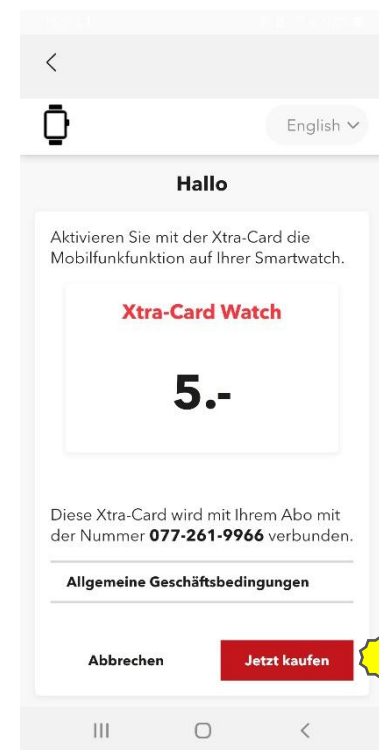 English
Hallo
Aktivieren Sie mit der Xtra-Card die
Mobilfunkfunktion auf Ihrer Smartwatch.
Xtra-Card Watch
5.-
Diese Xtra-Card wird mit Ihrem Abo mit
der Nummer 077-261-9966 verbunden.
Allgemeine Geschäftsbedingungen
Abbrechen
Jetzt kaufen